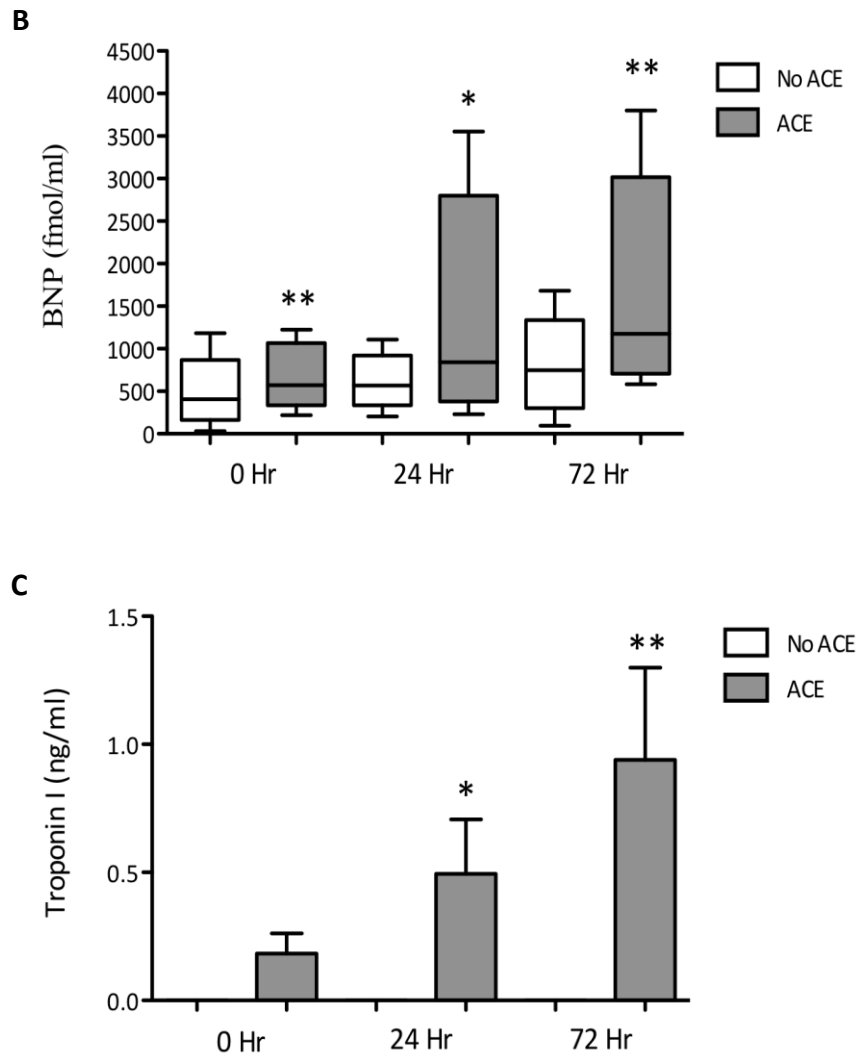 B
4500
4000
3500
3000
2500
2000
1500
1000
500
0
BNP (fmol/ml)
**
*
**
0 Hr
24 Hr
72 Hr
No ACE
ACE
C
1.5
1.0
0.5
0.0
Troponin I (ng/ml)
*
**
0 Hr
24 Hr
72 Hr
No ACE
ACE